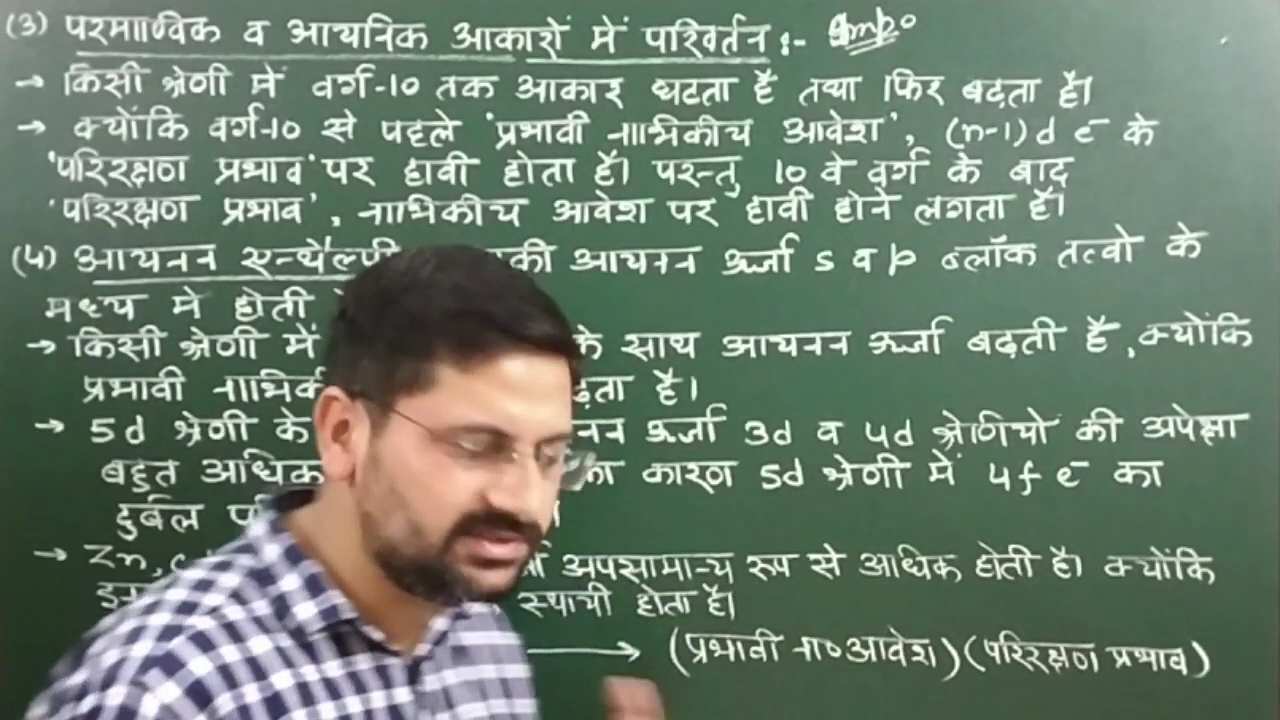 (3) परमाण्विक व आयनिक आकारों में परिवर्तन :- Imp०
→ किसी श्रेणी में वर्ग-10 तक आकार घटता है तथा फिर बढ़ता है।
→ क्योंकि वर्ग-10 से पहले 'प्रभावी नाभिकीय आवेश', (n-1)d e⁻ के
'परिरक्षण प्रभाव' पर हावी होता है। परन्तु 10 वे वर्ग के बाद
'परिरक्षण प्रभाव', नाभिकीय आवेश पर हावी होने लगता है।
(4) आयनन एन्थैल्पी की आयनन ऊर्जा s व p ब्लॉक तत्वो के
मध्य मे होती
→ किसी श्रेणी में के साथ आयनन ऊर्जा बढ़ती है, क्योंकि
प्रभावी है।
→ 5d श्रेणी के ऊर्जा 3d व 4d श्रेणियो की अपेक्षा
बहुत अधिक कारण 5d श्रेणी में 4f e⁻ का
दुर्बल
→ Zn, अपसामान्य रूप से अधिक होती है। क्योंकि
स्थायी होता है।
→ (प्रभावी ना० आवेश) (परिरक्षण प्रभाव)